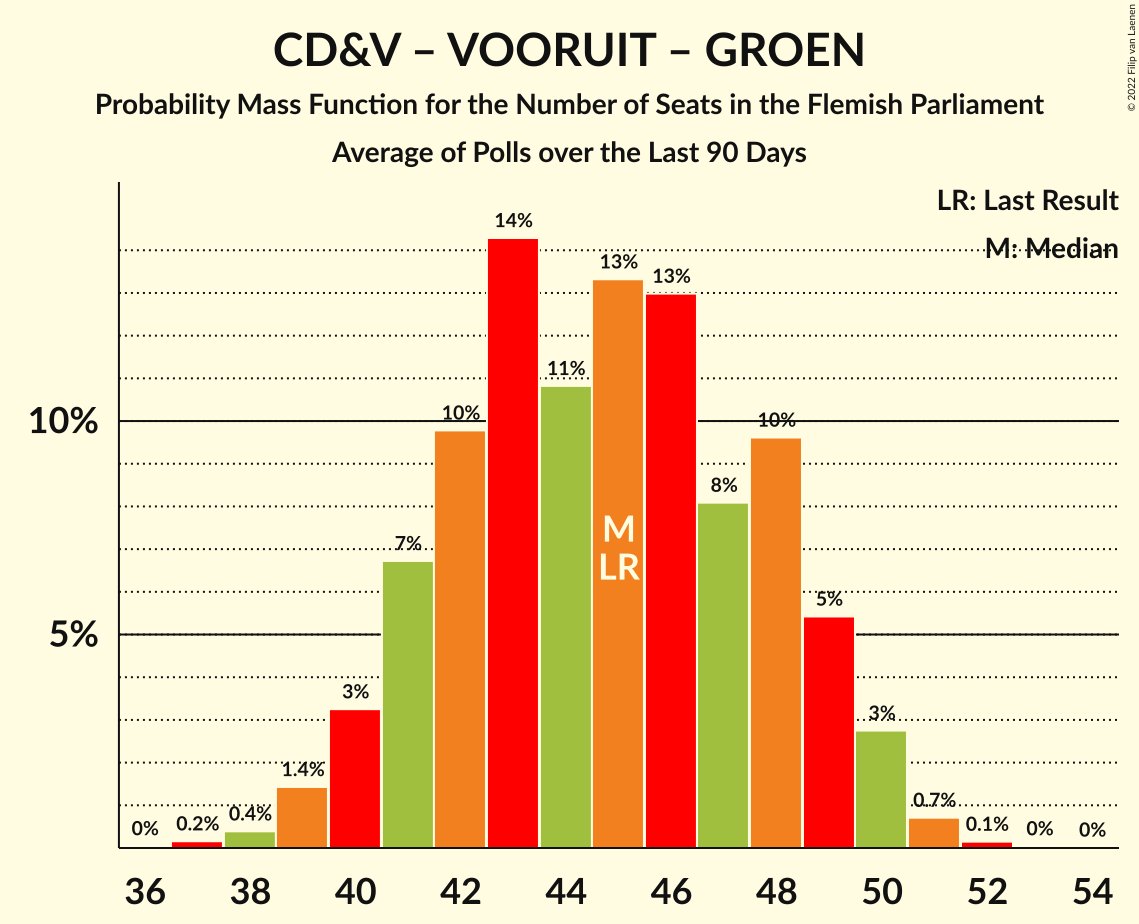 CD&V – VOORUIT – GROEN
Probability Mass Function for the Number of Seats in the Flemish Parliament
Average of Polls over the Last 90 Days
© 2022 Filip van Laenen
LR: Last Result
M: Median
10%
5%
0%
0.2%
0.4%
1.4%
3%
7%
10%
14%
11%
13%
13%
8%
10%
5%
3%
0.7%
0.1%
0%
0%
M
LR
36 38 40 42 44 46 48 50 52 54